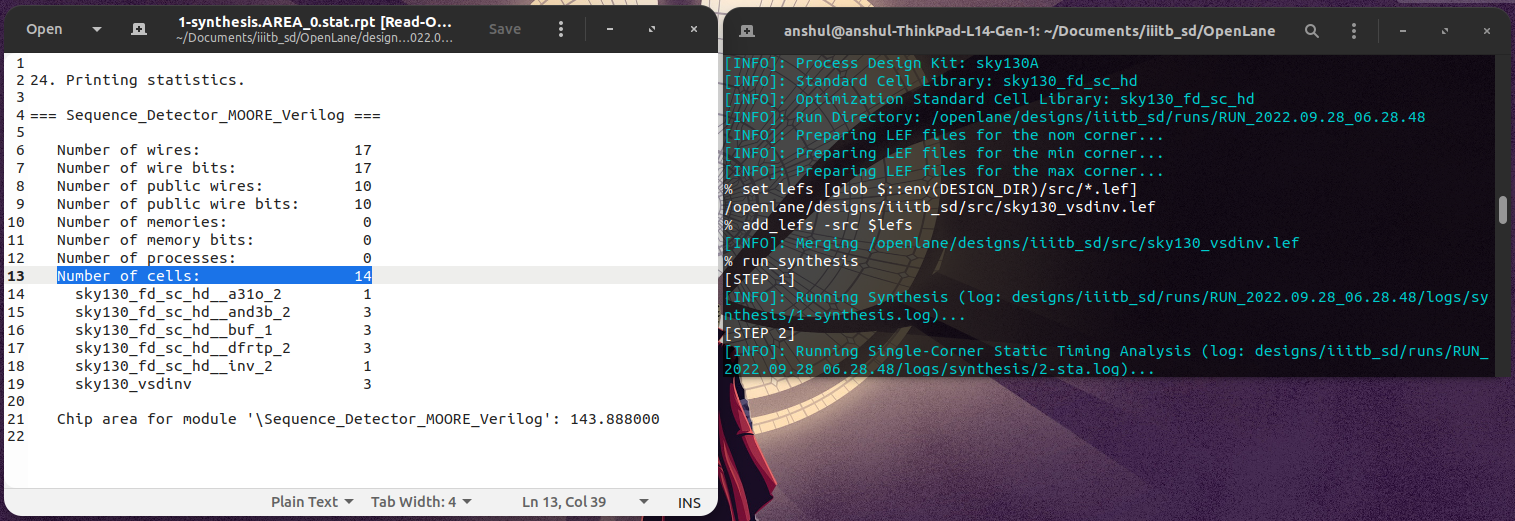 Open
1-synthesis.AREA_0.stat.rpt [Read-O…
~/Documents/iiitb_sd/OpenLane/design…022.0…
Save
1
2 24. Printing statistics.
3
4 === Sequence_Detector_MOORE_Verilog ===
5
6 Number of wires: 17
7 Number of wire bits: 17
8 Number of public wires: 10
9 Number of public wire bits: 10
10 Number of memories: 0
11 Number of memory bits: 0
12 Number of processes: 0
13 Number of cells: 14
14 sky130_fd_sc_hd__a31o_2 1
15 sky130_fd_sc_hd__and3b_2 3
16 sky130_fd_sc_hd__buf_1 3
17 sky130_fd_sc_hd__dfrtp_2 3
18 sky130_fd_sc_hd__inv_2 1
19 sky130_vsdinv 3
20
21 Chip area for module '\Sequence_Detector_MOORE_Verilog': 143.888000
22
Plain Text Tab Width: 4 Ln 13, Col 39 INS
anshul@anshul-ThinkPad-L14-Gen-1: ~/Documents/iiitb_sd/OpenLane
[INFO]: Process Design Kit: sky130A
[INFO]: Standard Cell Library: sky130_fd_sc_hd
[INFO]: Optimization Standard Cell Library: sky130_fd_sc_hd
[INFO]: Run Directory: /openlane/designs/iiitb_sd/runs/RUN_2022.09.28_06.28.48
[INFO]: Preparing LEF files for the nom corner...
[INFO]: Preparing LEF files for the min corner...
[INFO]: Preparing LEF files for the max corner...
% set lefs [glob $::env(DESIGN_DIR)/src/*.lef]
/openlane/designs/iiitb_sd/src/sky130_vsdinv.lef
% add_lefs -src $lefs
[INFO]: Merging /openlane/designs/iiitb_sd/src/sky130_vsdinv.lef
% run_synthesis
[STEP 1]
[INFO]: Running Synthesis (log: designs/iiitb_sd/runs/RUN_2022.09.28_06.28.48/logs/sy
nthesis/1-synthesis.log)...
[STEP 2]
[INFO]: Running Single-Corner Static Timing Analysis (log: designs/iiitb_sd/runs/RUN_
2022.09.28_06.28.48/logs/synthesis/2-sta.log)...